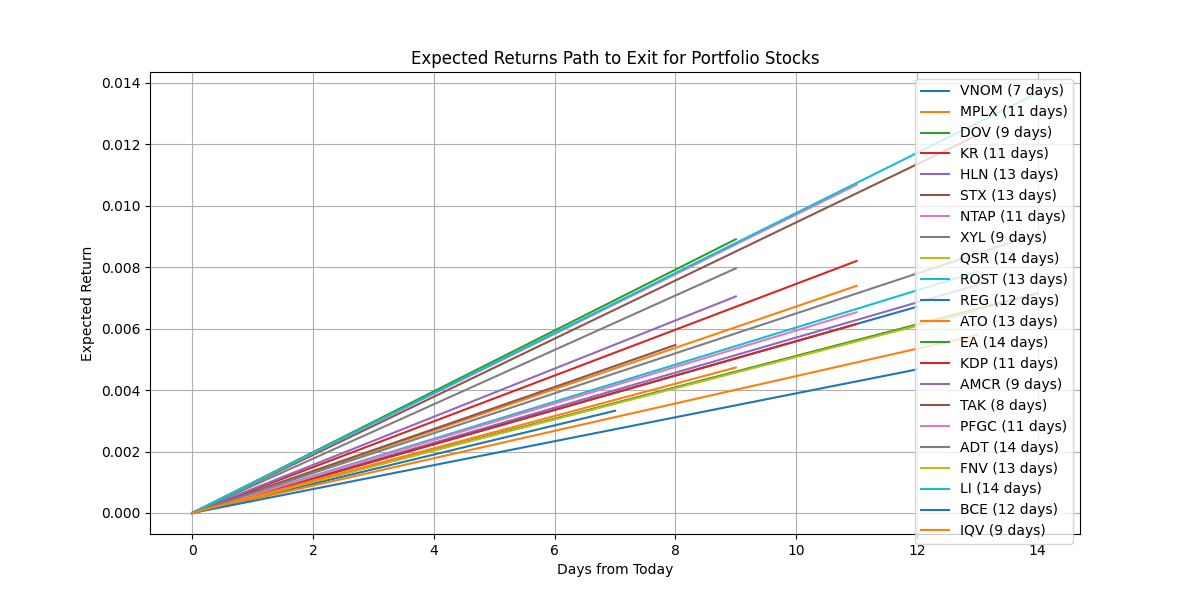 Expected Returns Path to Exit for Portfolio Stocks
Expected Return
0.014
0.012
0.010
0.008
0.006
0.004
0.002
0.000
VNOM (7 days)
MPLX (11 days)
DOV (9 days)
KR (11 days)
HLN (13 days)
STX (13 days)
NTAP (11 days)
XYL (9 days)
QSR (14 days)
ROST (13 days)
REG (12 days)
ATO (13 days)
EA (14 days)
KDP (11 days)
AMCR (9 days)
TAK (8 days)
PFGC (11 days)
ADT (14 days)
FNV (13 days)
LI (14 days)
BCE (12 days)
IQV (9 days)
0 2 4 6 8 10 12 14
Days from Today